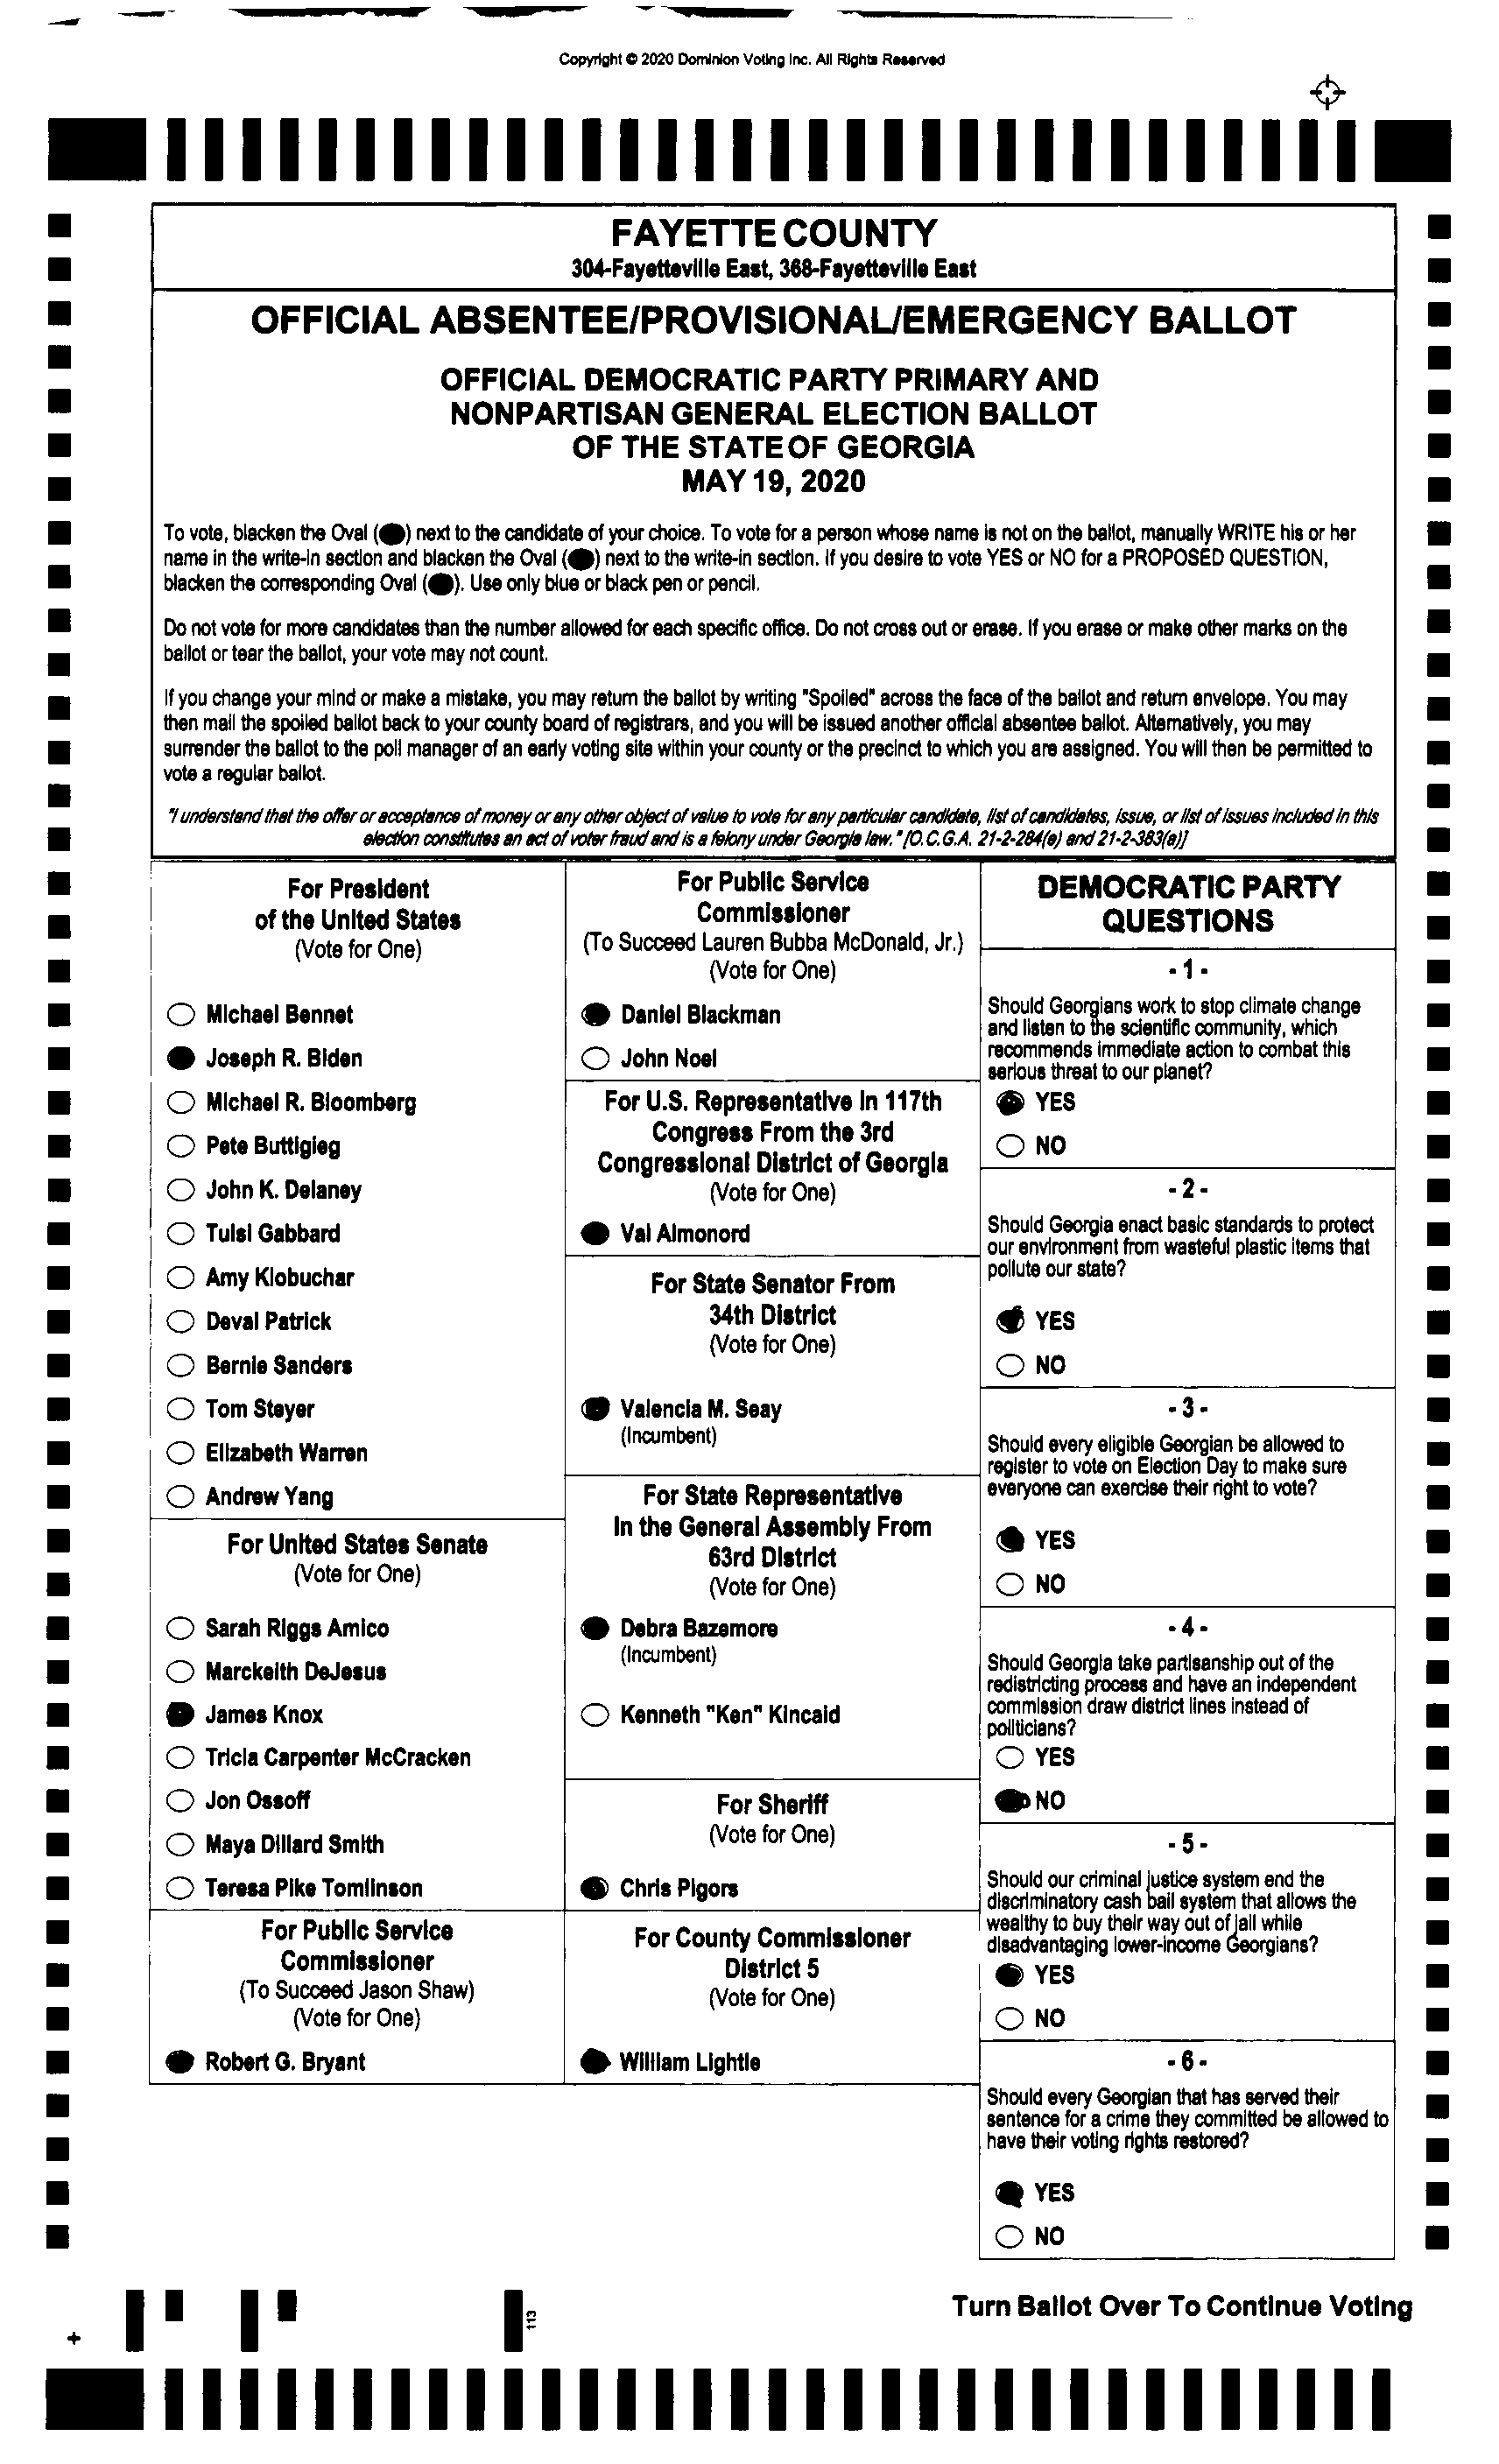 Copyright © 2020 Dominion Voting Inc. All Rights Reserved
FAYETTE COUNTY
304-Fayetteville East, 368-Fayetteville East
OFFICIAL ABSENTEE/PROVISIONAL/EMERGENCY BALLOT
OFFICIAL DEMOCRATIC PARTY PRIMARY AND
NONPARTISAN GENERAL ELECTION BALLOT
OF THE STATE OF GEORGIA
MAY 19, 2020
To vote, blacken the Oval ( ) next to the candidate of your choice. To vote for a person whose name is not on the ballot, manually WRITE his or her
name in the write-in section and blacken the Oval ( ) next to the write-in section. If you desire to vote YES or NO for a PROPOSED QUESTION,
blacken the corresponding Oval ( ). Use only blue or black pen or pencil.
Do not vote for more candidates than the number allowed for each specific office. Do not cross out or erase. If you erase or make other marks on the
ballot or tear the ballot, your vote may not count.
If you change your mind or make a mistake, you may return the ballot by writing "Spoiled" across the face of the ballot and return envelope. You may
then mail the spoiled ballot back to your county board of registrars, and you will be issued another official absentee ballot. Alternatively, you may
surrender the ballot to the poll manager of an early voting site within your county or the precinct to which you are assigned. You will then be permitted to
vote a regular ballot.
"I understand that the offer or acceptance of money or any other object of value to vote for any particular candidate, list of candidates, issue, or list of issues included in this
election constitutes an act of voter fraud and is a felony under Georgia law." [O.C.G.A. 21-2-284(e) and 21-2-383(a)]
For President
of the United States
(Vote for One)
Michael Bennet
Joseph R. Biden
Michael R. Bloomberg
Pete Buttigieg
John K. Delaney
Tulsi Gabbard
Amy Klobuchar
Deval Patrick
Bernie Sanders
Tom Steyer
Elizabeth Warren
Andrew Yang
For United States Senate
(Vote for One)
Sarah Riggs Amico
Marckeith DeJesus
James Knox
Tricia Carpenter McCracken
Jon Ossoff
Maya Dillard Smith
Teresa Pike Tomlinson
For Public Service
Commissioner
(To Succeed Jason Shaw)
(Vote for One)
Robert G. Bryant
For Public Service
Commissioner
(To Succeed Lauren Bubba McDonald, Jr.)
(Vote for One)
Daniel Blackman
John Noel
For U.S. Representative in 117th
Congress From the 3rd
Congressional District of Georgia
(Vote for One)
Val Almonord
For State Senator From
34th District
(Vote for One)
Valencia M. Seay
(Incumbent)
For State Representative
In the General Assembly From
63rd District
(Vote for One)
Debra Bazemore
(Incumbent)
Kenneth "Ken" Kincaid
For Sheriff
(Vote for One)
Chris Pigors
For County Commissioner
District 5
(Vote for One)
William Lightle
DEMOCRATIC PARTY
QUESTIONS
- 1 -
Should Georgians work to stop climate change
and listen to the scientific community, which
recommends immediate action to combat this
serious threat to our planet?
YES
NO
- 2 -
Should Georgia enact basic standards to protect
our environment from wasteful plastic items that
pollute our state?
YES
NO
- 3 -
Should every eligible Georgian be allowed to
register to vote on Election Day to make sure
everyone can exercise their right to vote?
YES
NO
- 4 -
Should Georgia take partisanship out of the
redistricting process and have an independent
commission draw district lines instead of
politicians?
YES
NO
- 5 -
Should our criminal justice system end the
discriminatory cash bail system that allows the
wealthy to buy their way out of jail while
disadvantaging lower-income Georgians?
YES
NO
- 6 -
Should every Georgian that has served their
sentence for a crime they committed be allowed to
have their voting rights restored?
YES
NO
Turn Ballot Over To Continue Voting
113